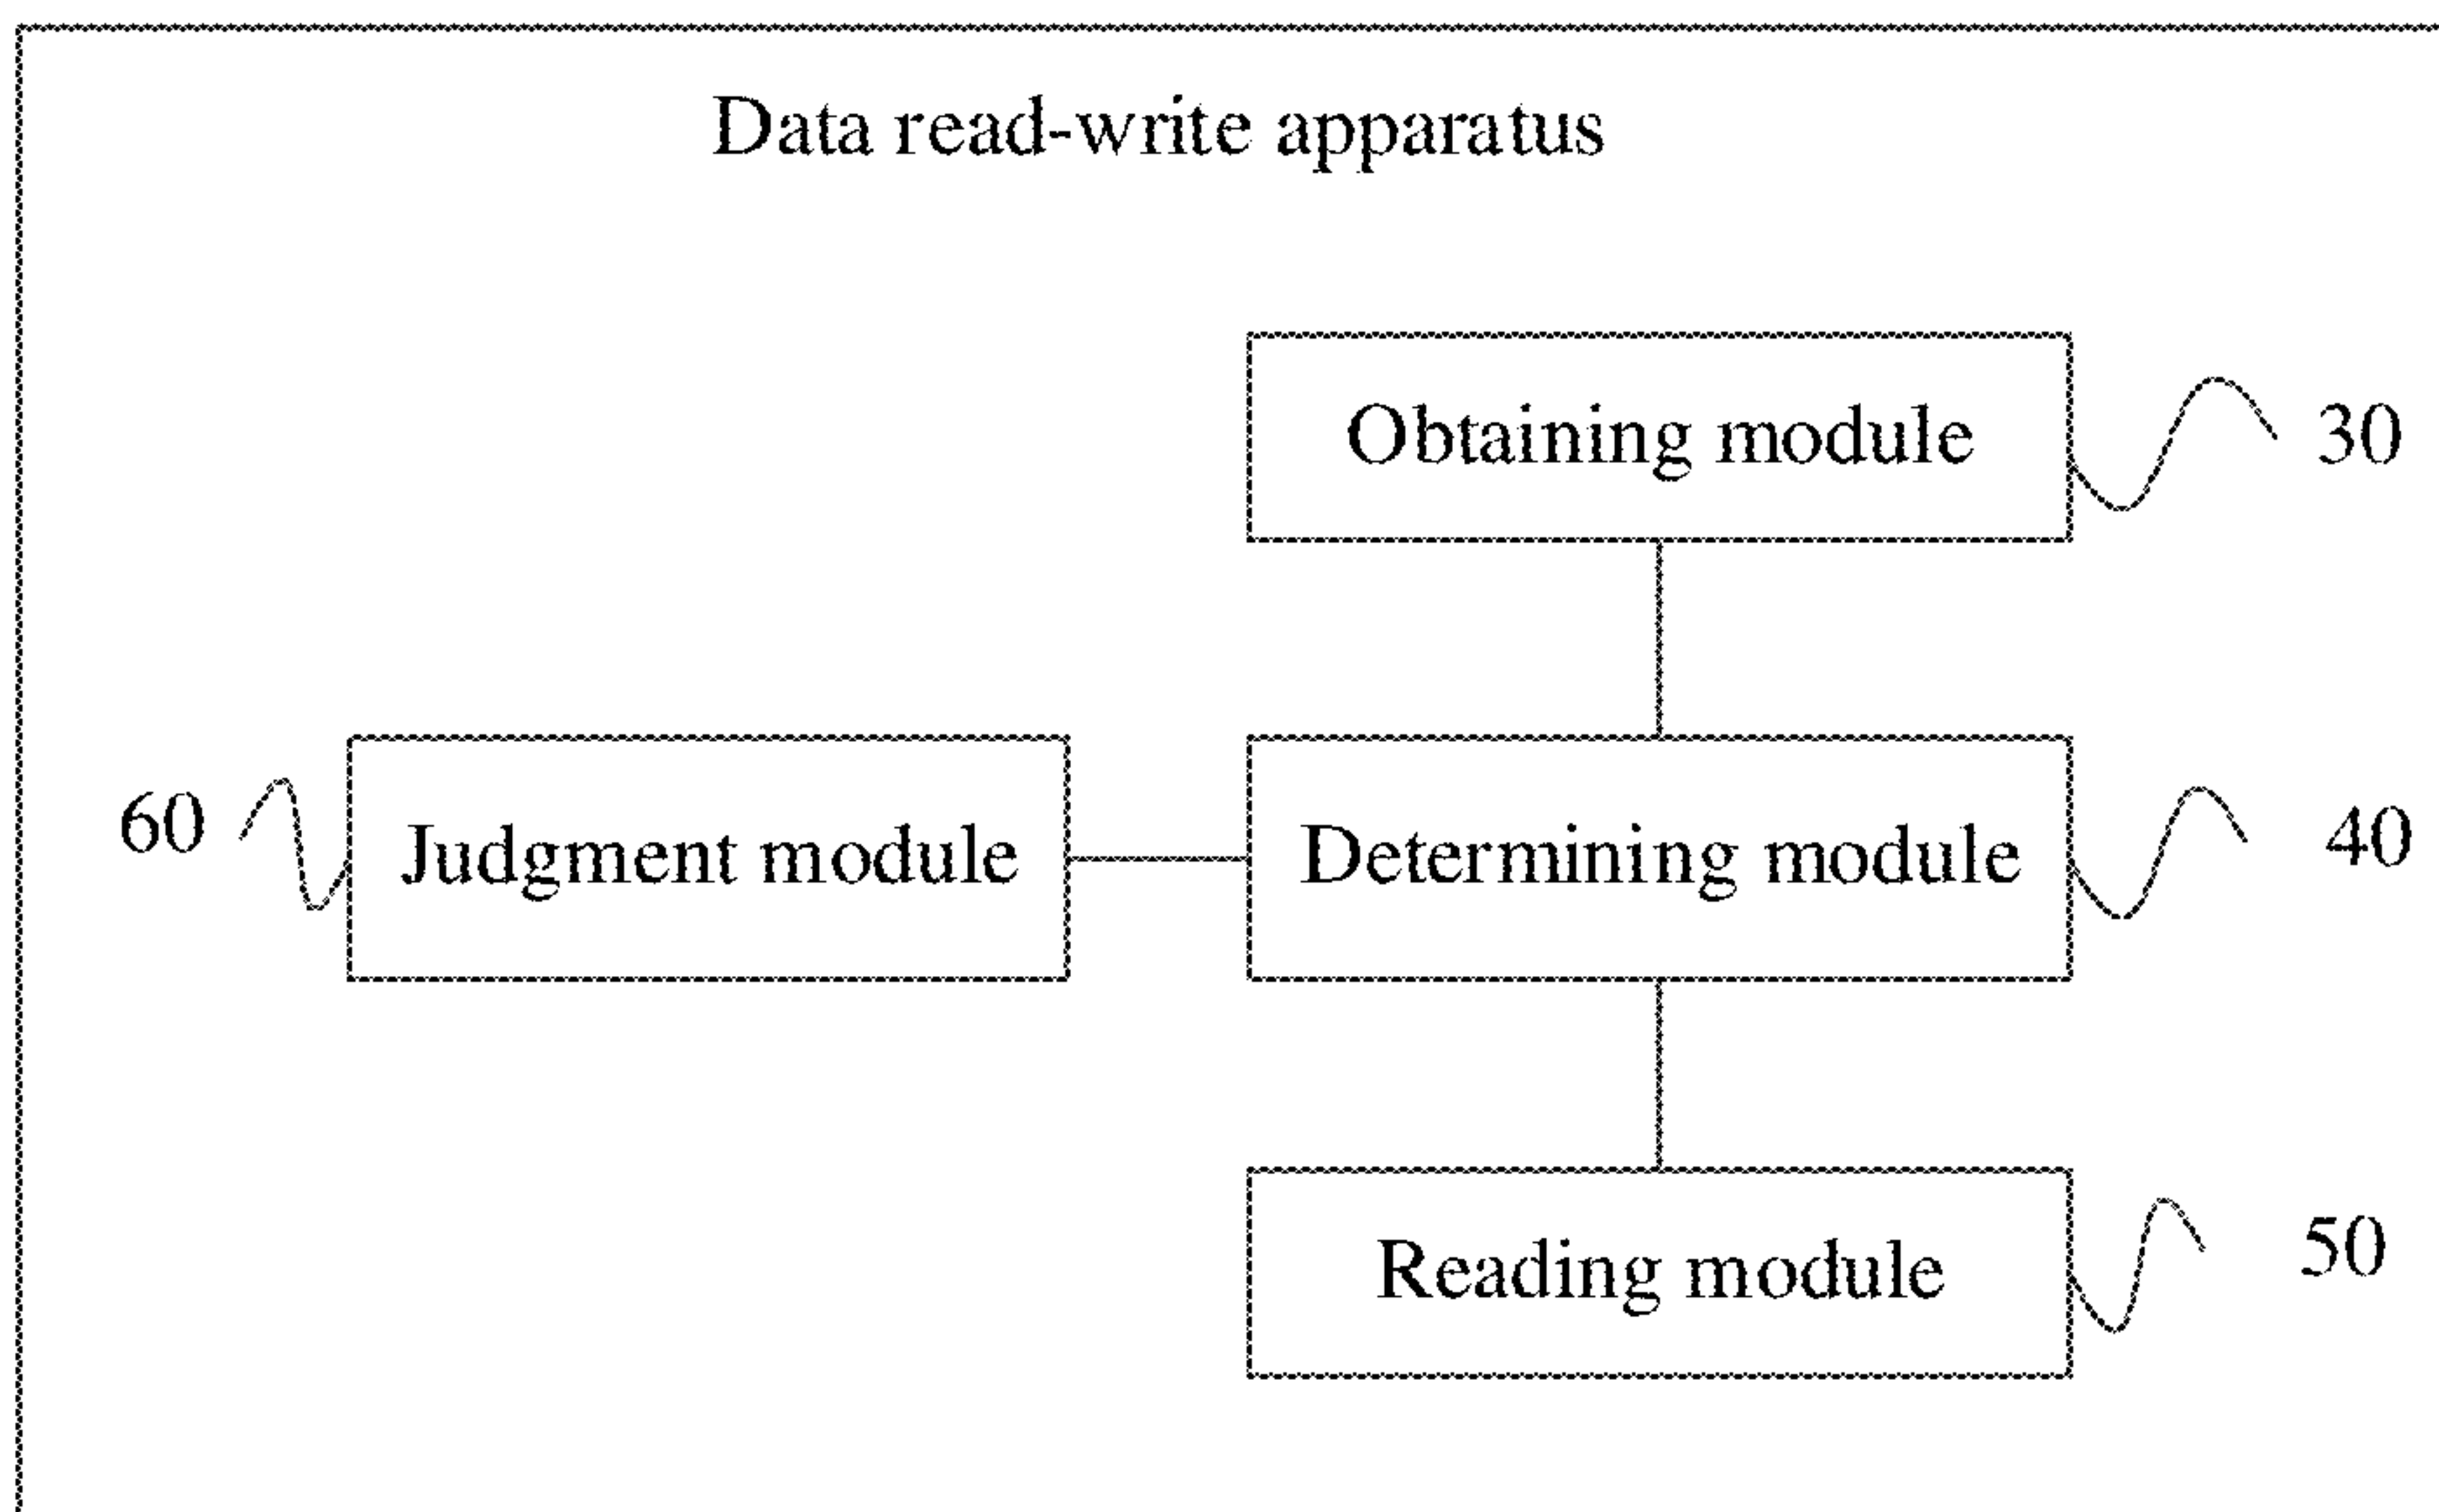 Data read-write apparatus
Obtaining module 30
60 Judgment module Determining module 40
Reading module 50